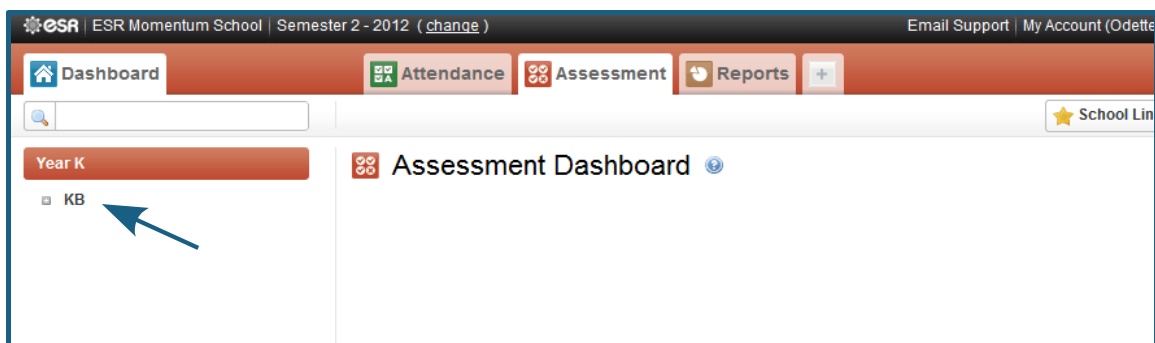 esr | ESR Momentum School | Semester 2 - 2012 ( change ) Email Support | My Account (Odette
Dashboard Attendance Assessment Reports +
School Lin
Year K Assessment Dashboard
KB